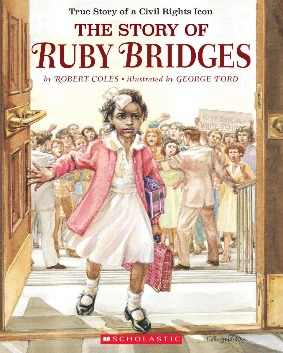 True Story of a Civil Rights Icon
THE STORY OF
RUBY BRIDGES
by ROBERT COLES • illustrated by GEORGE FORD
SCHOLASTIC